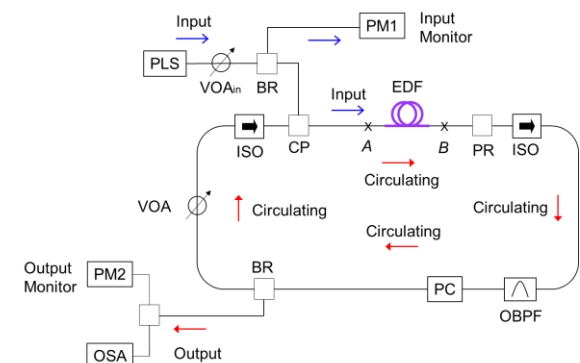 Input
PM1
Input
Monitor
PLS
VOAin
BR
Input
EDF
ISO
CP
A
B
PR
ISO
Circulating
VOA
Circulating
Circulating
Circulating
Output
Monitor
PM2
BR
PC
OBPF
OSA
Output